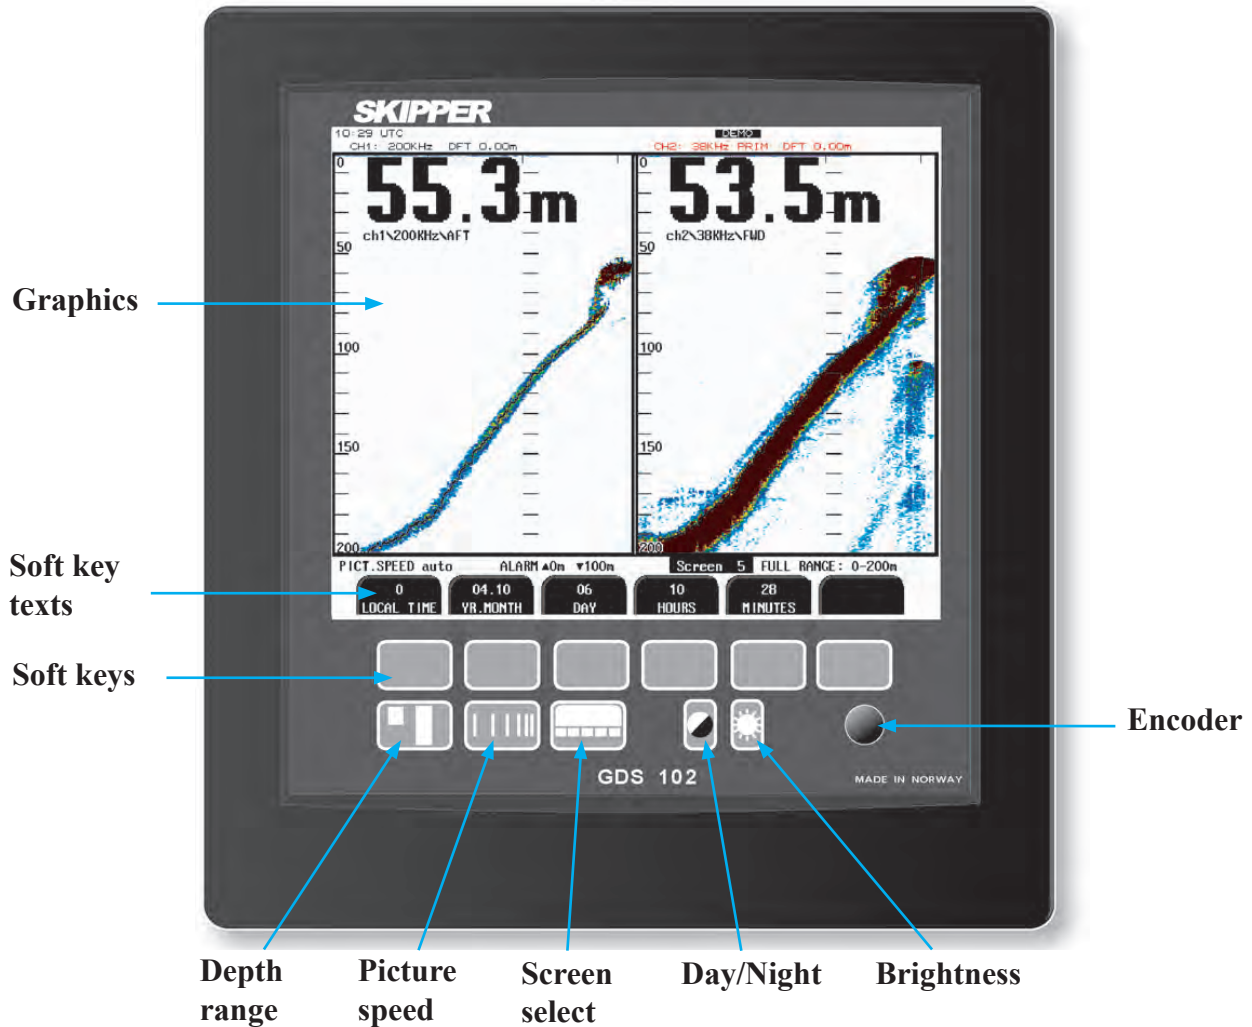 SKIPPER
10:29 UTC
DEMO
CH1: 200KHz DFT 0.00m
CH2: 38KHz PRIM DFT 0.00m
0
0
55.3m
53.5m
ch1\200KHz\AFT
ch2\38KHz\FWD
50
50
Graphics
100
100
150
150
200
200
PICT.SPEED auto ALARM ▲0m ▼100m Screen 5 FULL RANGE: 0-200m
Soft key
texts
0
LOCAL TIME
04.10
YR.MONTH
06
DAY
10
HOURS
28
MINUTES
Soft keys
Encoder
GDS 102
MADE IN NORWAY
Depth
range
Picture
speed
Screen
select
Day/Night
Brightness